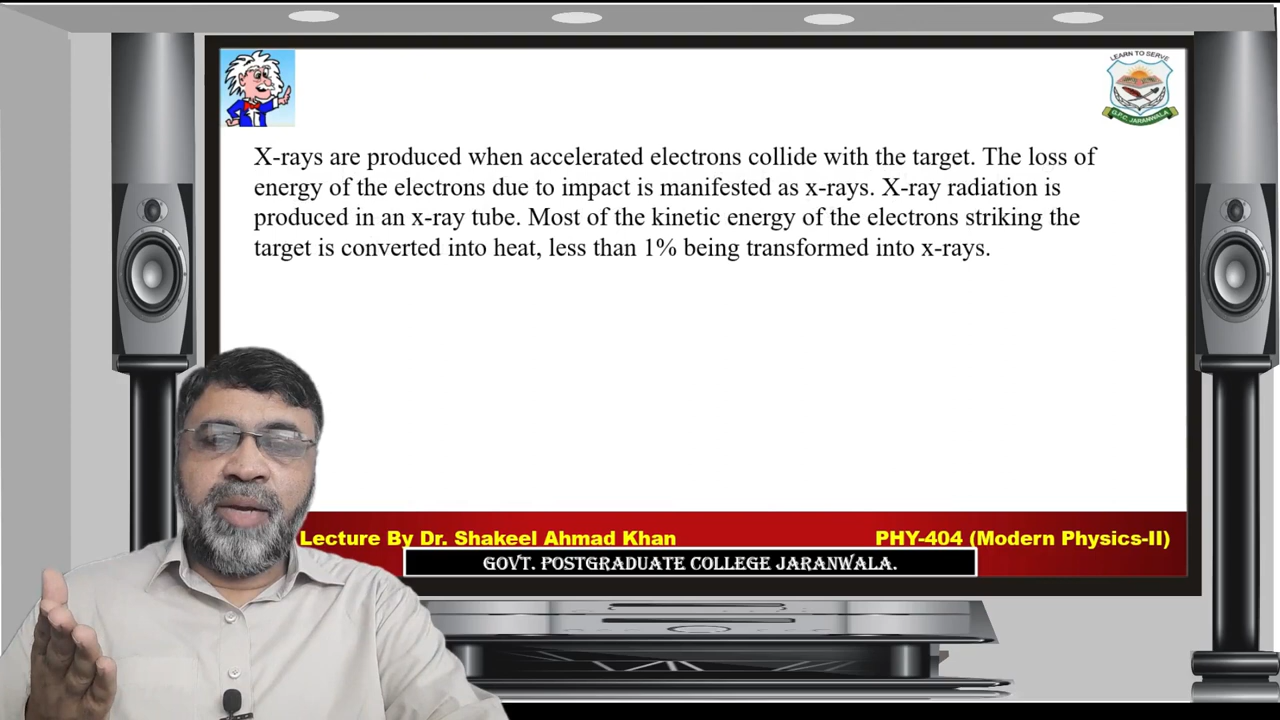 LEARN TO SERVE
G.P.C. JARANWALA
X-rays are produced when accelerated electrons collide with the target. The loss of
energy of the electrons due to impact is manifested as x-rays. X-ray radiation is
produced in an x-ray tube. Most of the kinetic energy of the electrons striking the
target is converted into heat, less than 1% being transformed into x-rays.
Lecture By Dr. Shakeel Ahmad Khan
PHY-404 (Modern Physics-II)
GOVT. POSTGRADUATE COLLEGE JARANWALA.